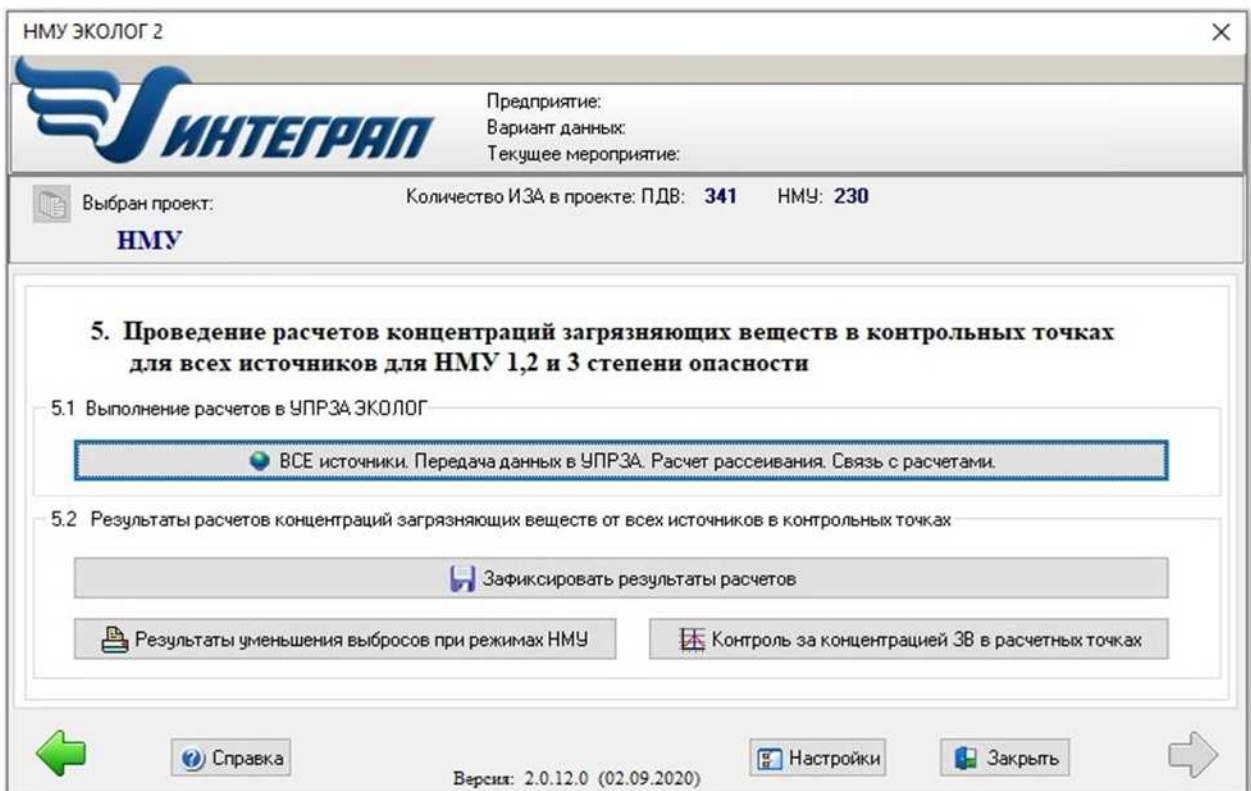 НМУ ЭКОЛОГ 2
ИНТЕГРАЛ
Предприятие:
Вариант данных:
Текущее мероприятие:
Выбран проект:
НМУ
Количество ИЗА в проекте: ПДВ: 341 НМУ: 230
5. Проведение расчетов концентраций загрязняющих веществ в контрольных точках
для всех источников для НМУ 1,2 и 3 степени опасности
5.1 Выполнение расчетов в УПРЗА ЭКОЛОГ
ВСЕ источники. Передача данных в УПРЗА. Расчет рассеивания. Связь с расчетами.
5.2 Результаты расчетов концентраций загрязняющих веществ от всех источников в контрольных точках
Зафиксировать результаты расчетов
Результаты уменьшения выбросов при режимах НМУ
Контроль за концентрацией ЗВ в расчетных точках
Справка
Версия: 2.0.12.0 (02.09.2020)
Настройки
Закрыть